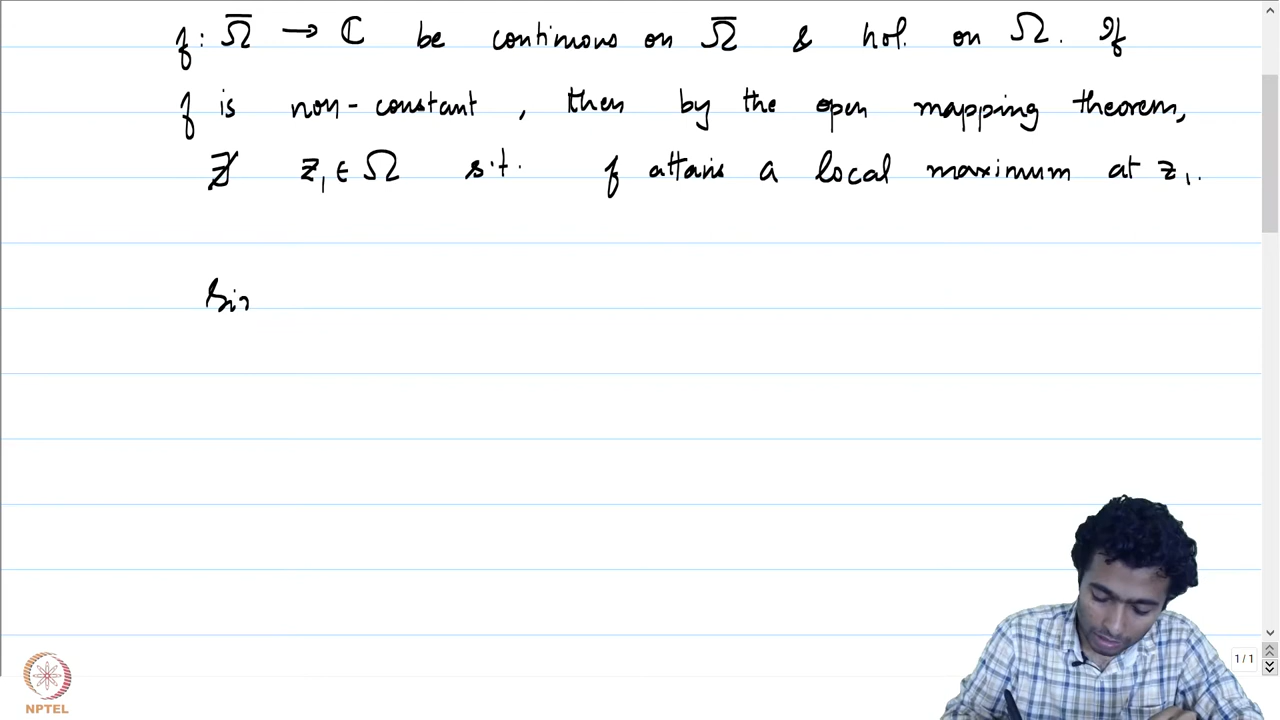 f : Ω̅ → ℂ be continuous on Ω̅ & hol. on Ω. If
f is non-constant, then by the open mapping theorem,
∄ z₁ ∈ Ω s.t. f attains a local maximum at z₁.
Sin
1 / 1
NPTEL